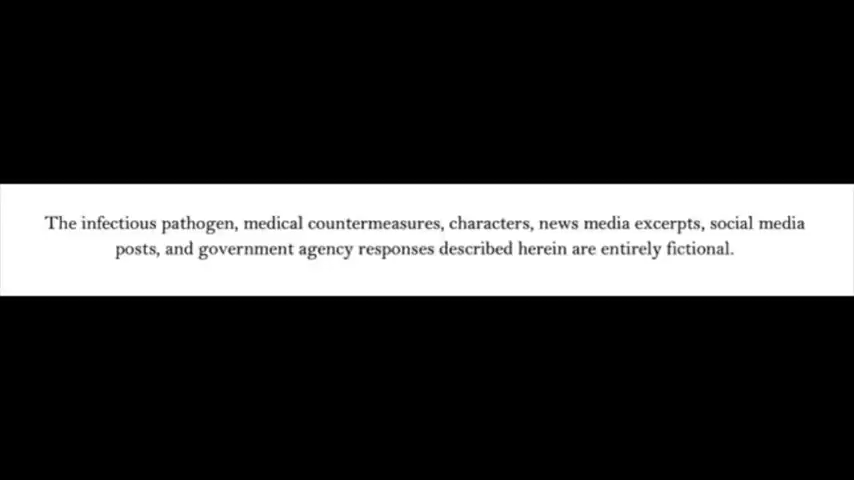 The infectious pathogen, medical countermeasures, characters, news media excerpts, social media
posts, and government agency responses described herein are entirely fictional.